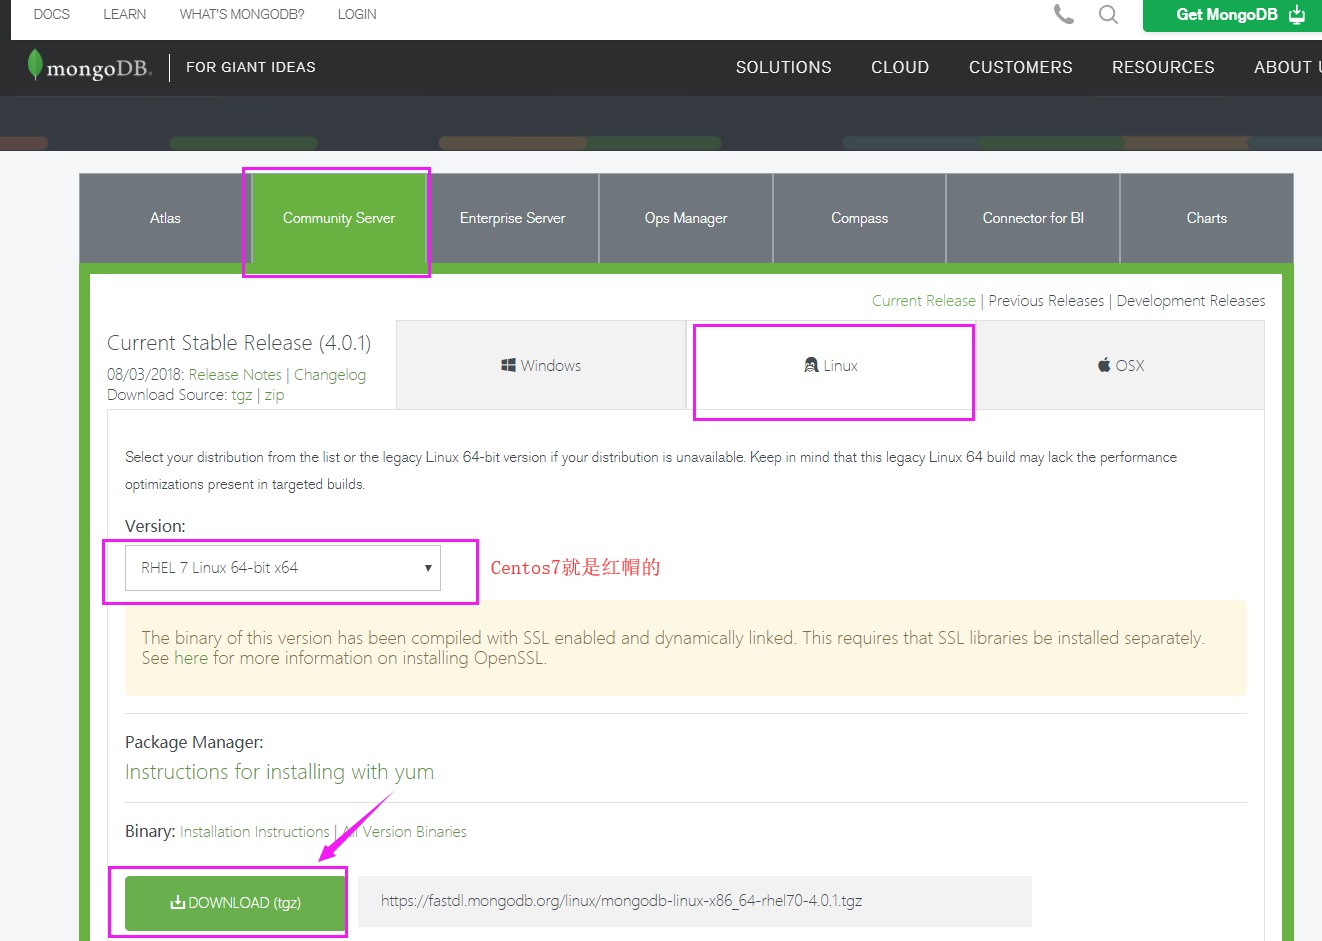 DOCS LEARN WHAT'S MONGODB? LOGIN Get MongoDB
mongoDB. FOR GIANT IDEAS SOLUTIONS CLOUD CUSTOMERS RESOURCES ABOUT
Atlas Community Server Enterprise Server Ops Manager Compass Connector for BI Charts
Current Release | Previous Releases | Development Releases
Current Stable Release (4.0.1)
08/03/2018: Release Notes | Changelog
Download Source: tgz | zip
Windows Linux OSX
Select your distribution from the list or the legacy Linux 64-bit version if your distribution is unavailable. Keep in mind that this legacy Linux 64 build may lack the performance
optimizations present in targeted builds.
Version:
RHEL 7 Linux 64-bit x64
Centos7就是红帽的
The binary of this version has been compiled with SSL enabled and dynamically linked. This requires that SSL libraries be installed separately.
See here for more information on installing OpenSSL.
Package Manager:
Instructions for installing with yum
Binary: Installation Instructions | All Version Binaries
DOWNLOAD (tgz)
https://fastdl.mongodb.org/linux/mongodb-linux-x86_64-rhel70-4.0.1.tgz